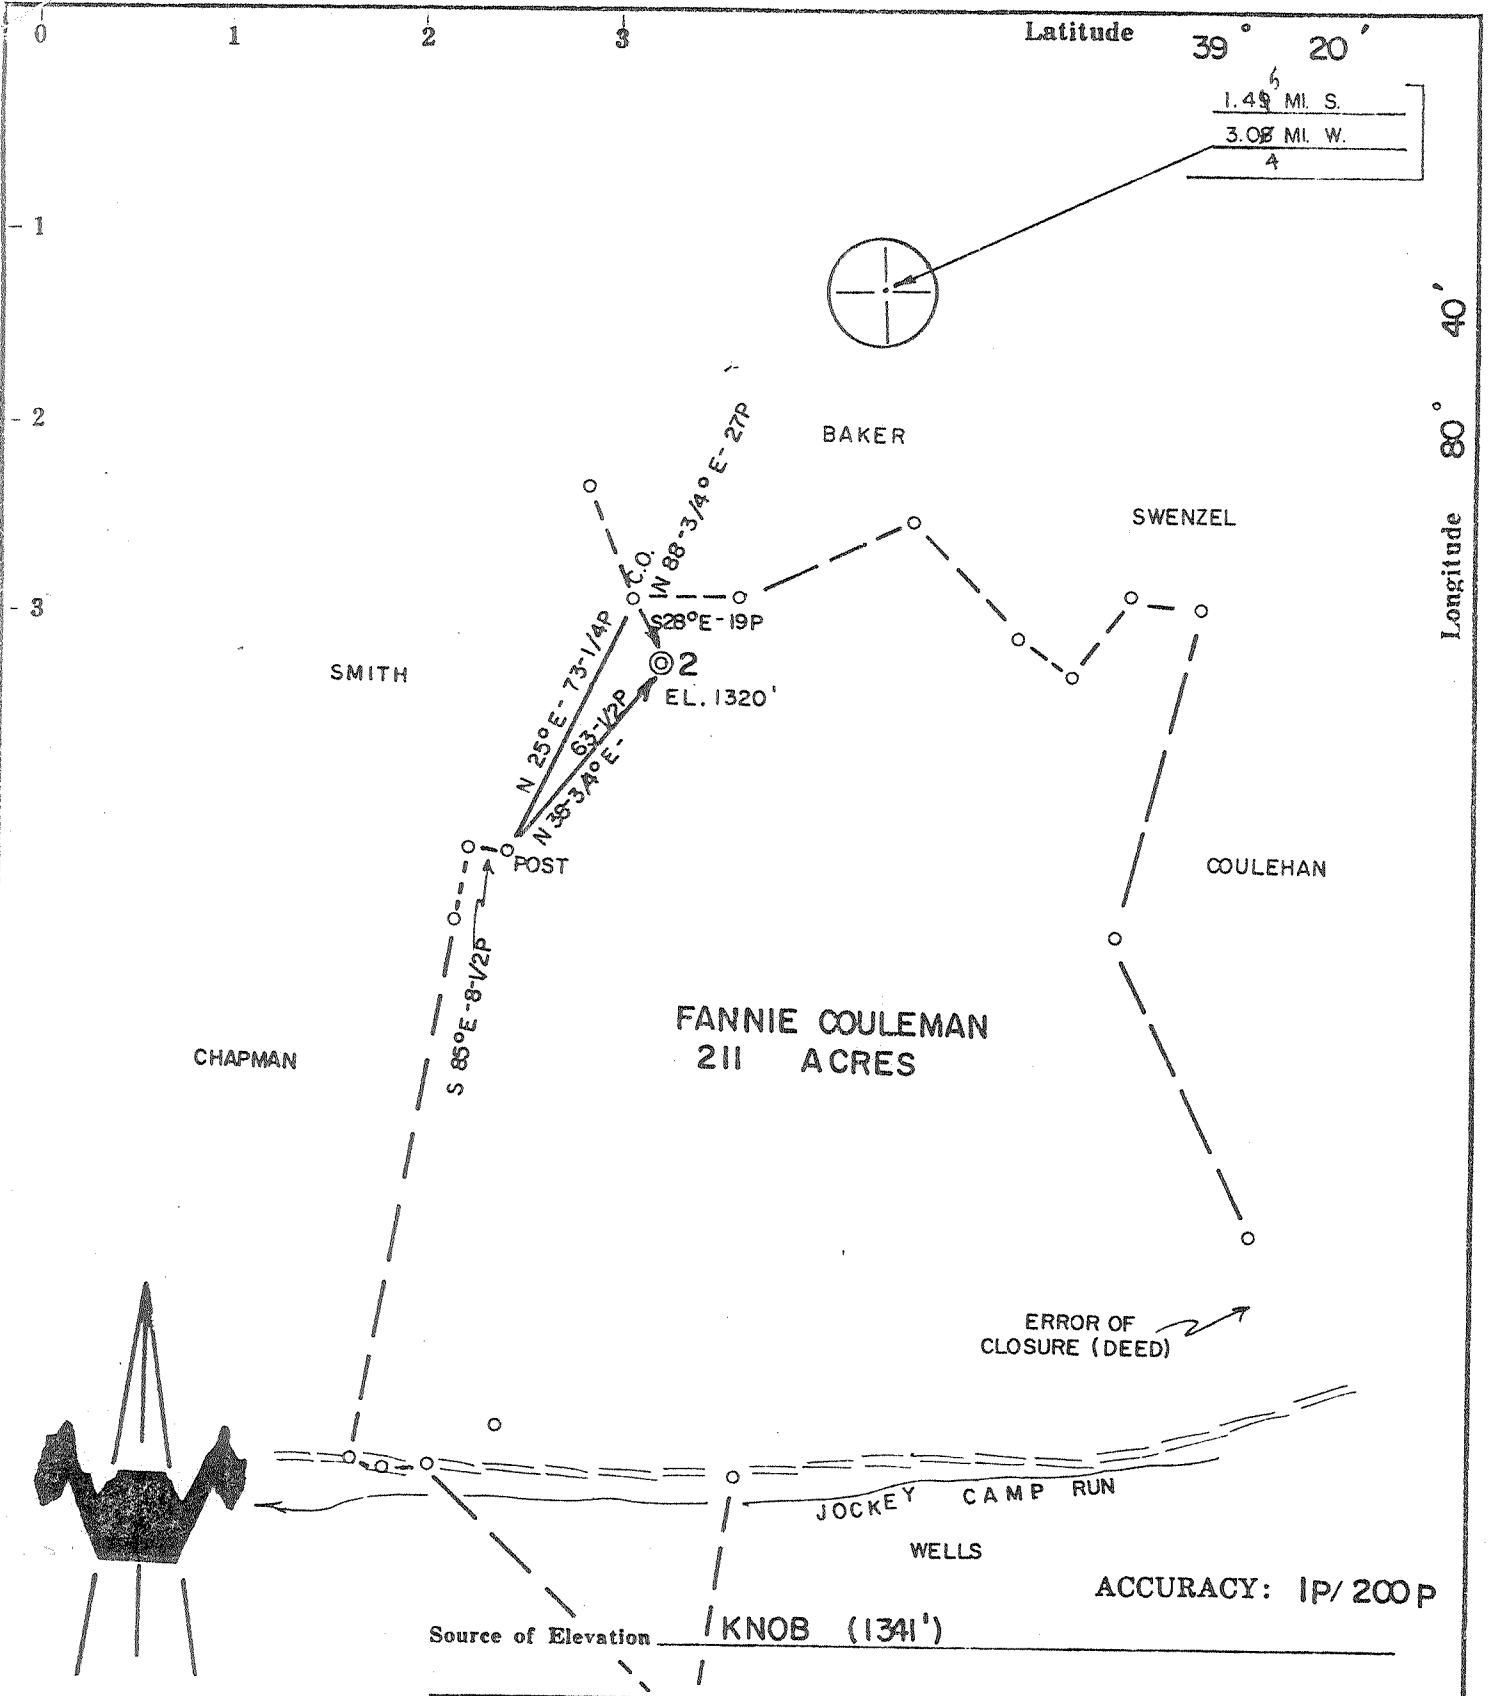 0 1 2 3 Latitude 39° 20'
1.49 MI. S.
3.08 MI. W.
4
- 1
40'
- 2
80°
Longitude
- 3
BAKER
SWENZEL
N 88-3/4° E- 27P
C.O.
S28°E-19P
SMITH
2
EL. 1320'
N 25° E- 73-1/4P
63-1/2P
N 38-3/4° E-
POST
COULEHAN
S 85°E-8-1/2P
FANNIE COULEMAN
211 ACRES
CHAPMAN
ERROR OF
CLOSURE (DEED)
JOCKEY CAMP RUN
WELLS
ACCURACY: 1P/200P
Source of Elevation KNOB (1341')